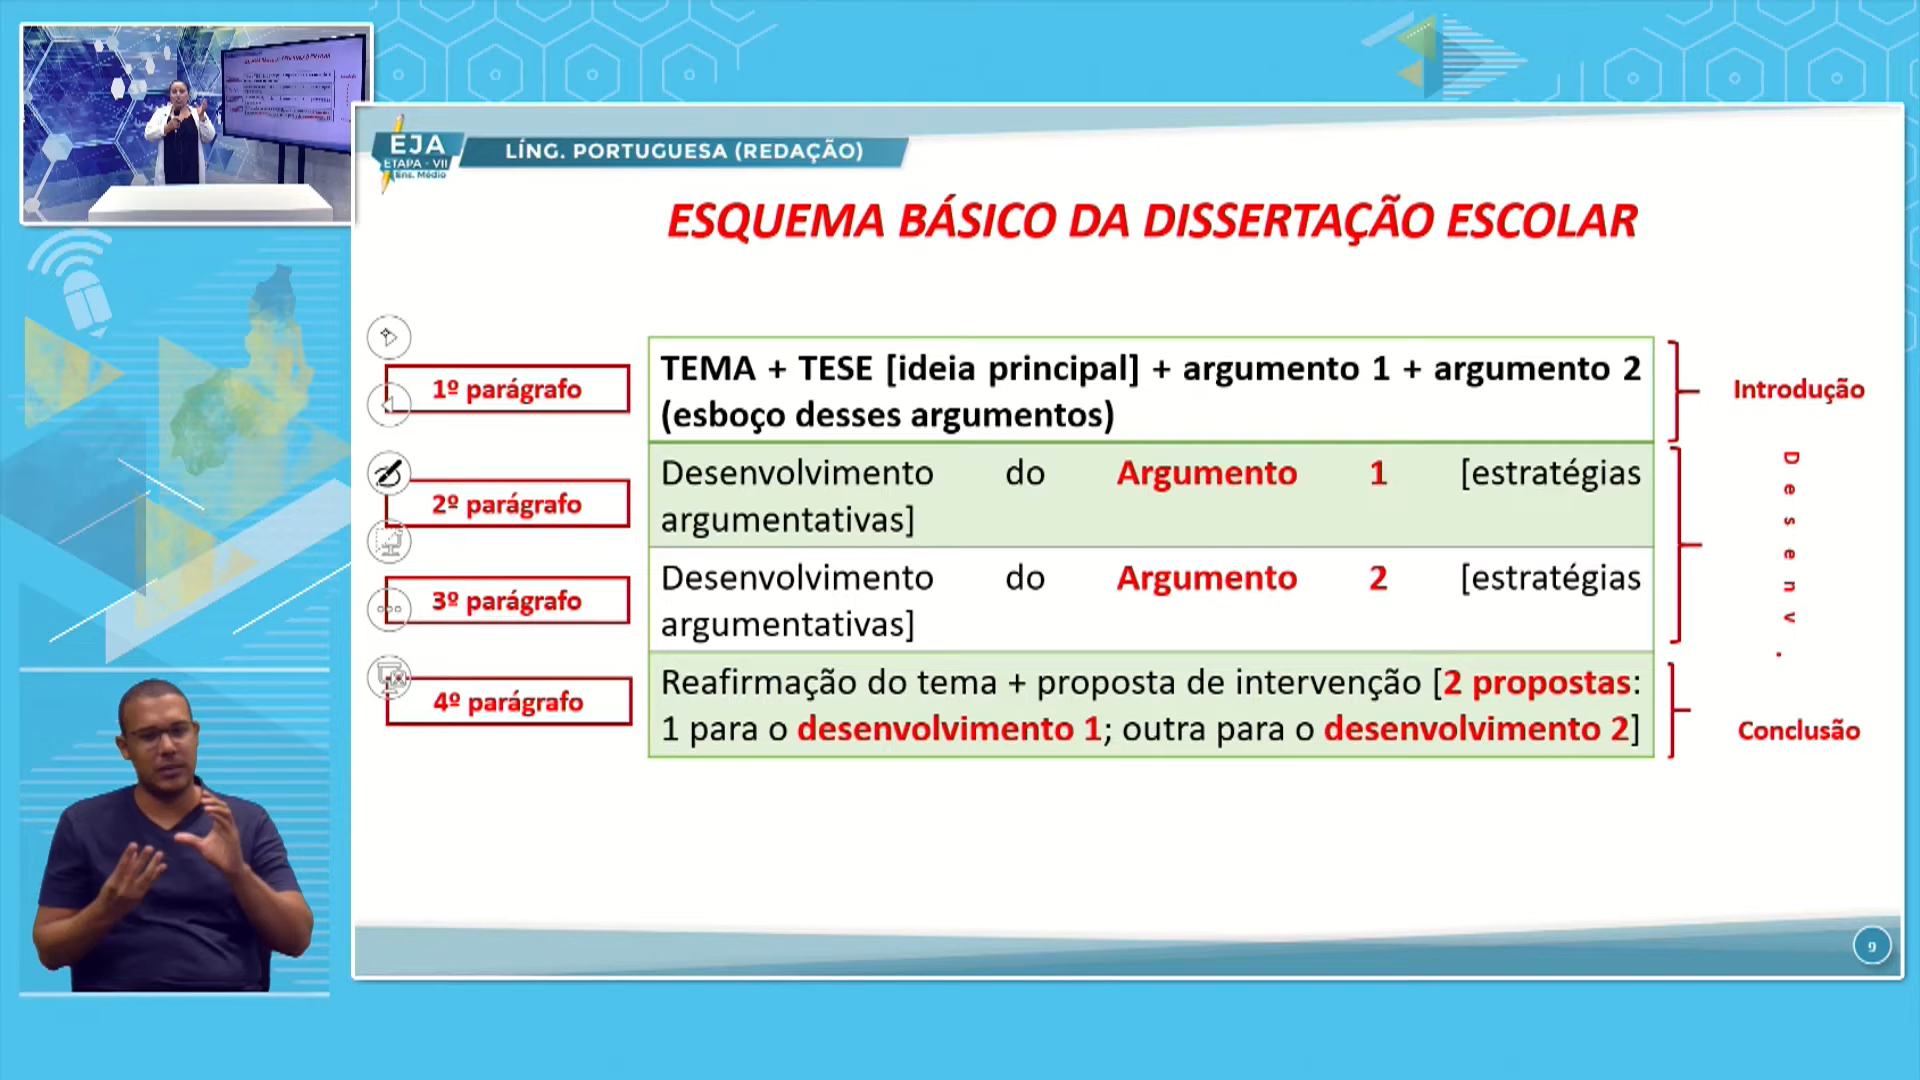 EJA
ETAPA - VII
Ens. Médio
LÍNG. PORTUGUESA (REDAÇÃO)
ESQUEMA BÁSICO DA DISSERTAÇÃO ESCOLAR
1º parágrafo
TEMA + TESE [ideia principal] + argumento 1 + argumento 2
(esboço desses argumentos)
Introdução
2º parágrafo
Desenvolvimento do Argumento 1 [estratégias
argumentativas]
3º parágrafo
Desenvolvimento do Argumento 2 [estratégias
argumentativas]
Desenv.
4º parágrafo
Reafirmação do tema + proposta de intervenção [2 propostas:
1 para o desenvolvimento 1; outra para o desenvolvimento 2]
Conclusão
9